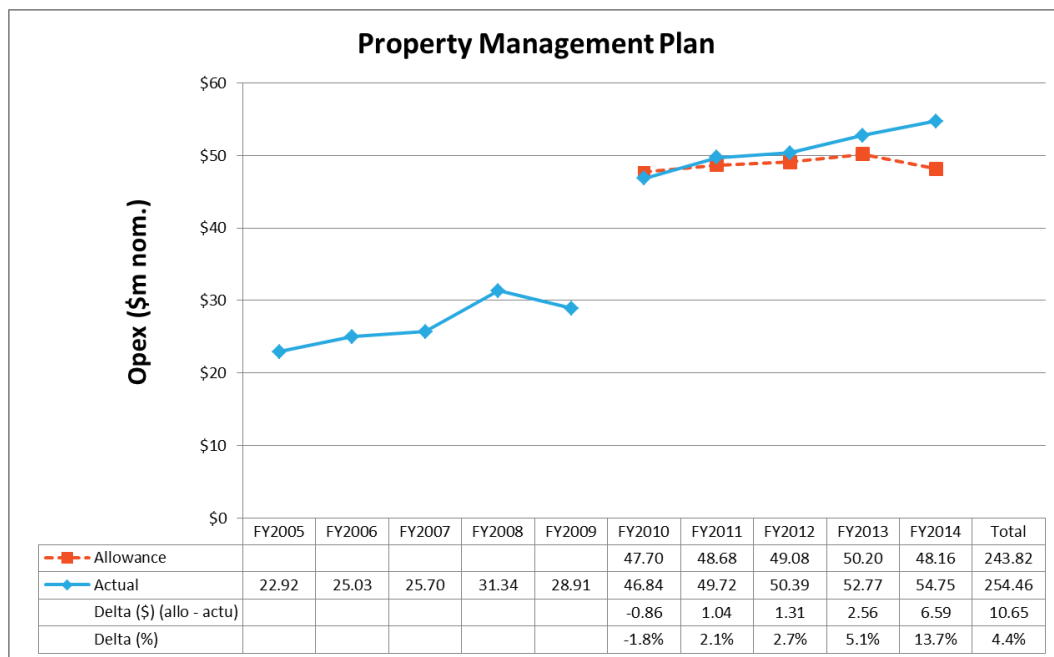 Property Management Plan
Opex ($m nom.)
$60
$50
$40
$30
$20
$10
$0
FY2005 FY2006 FY2007 FY2008 FY2009 FY2010 FY2011 FY2012 FY2013 FY2014 Total
Allowance 47.70 48.68 49.08 50.20 48.16 243.82
Actual 22.92 25.03 25.70 31.34 28.91 46.84 49.72 50.39 52.77 54.75 254.46
Delta ($) (allo - actu) -0.86 1.04 1.31 2.56 6.59 10.65
Delta (%) -1.8% 2.1% 2.7% 5.1% 13.7% 4.4%